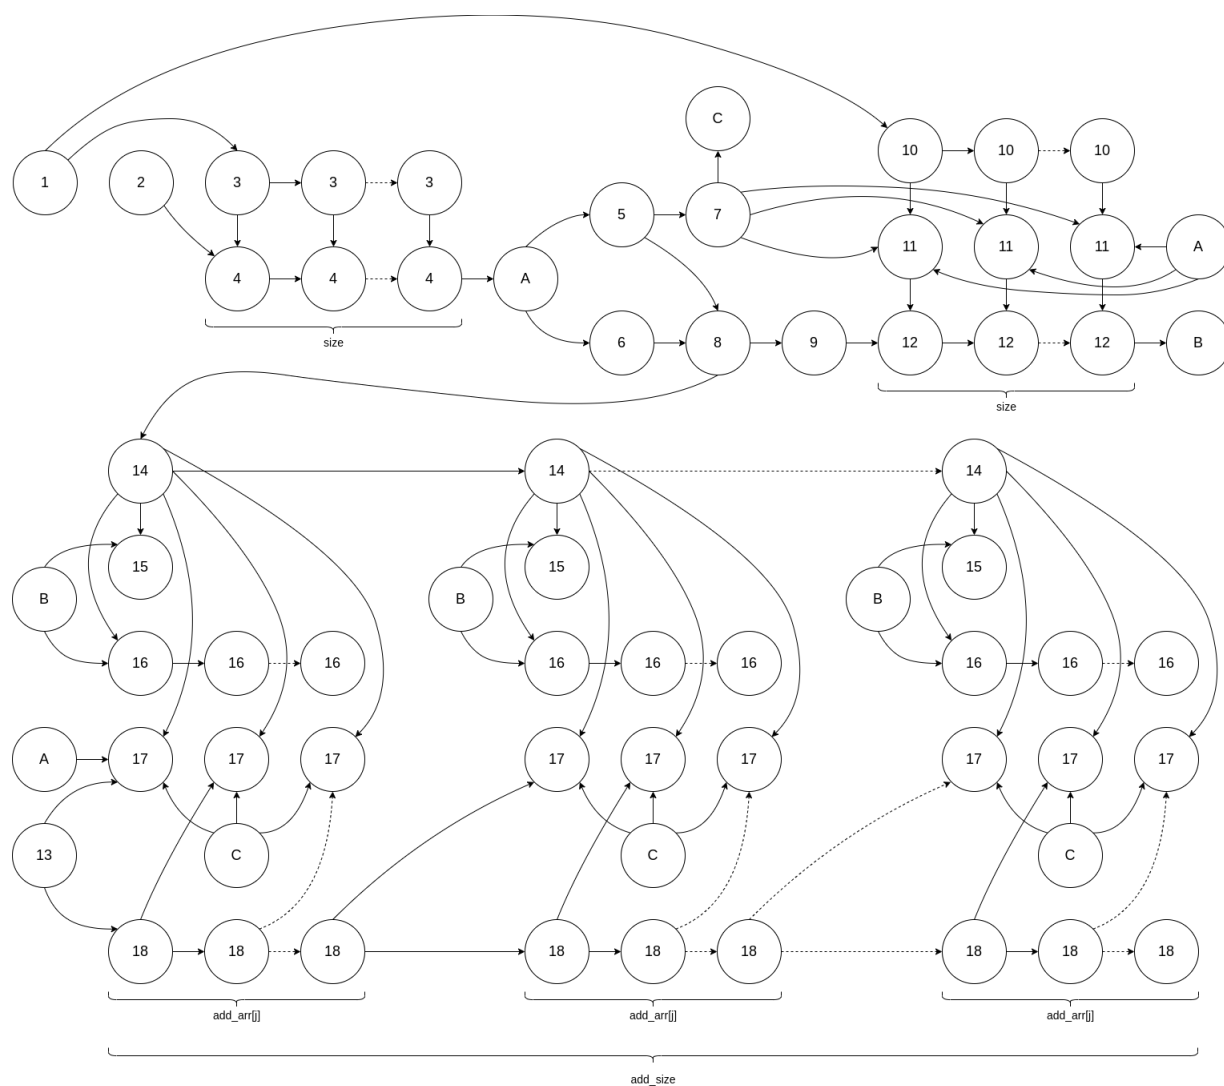 C
10 10 10
1 2 3 3 3
5 7
11 11 11 A
4 4 4 A
size
6 8 9 12 12 12 B
size
14 14 14
15 15 15
B B B
16 16 16 16 16 16 16 16 16
A 17 17 17 17 17 17 17 17 17
13 C C C
18 18 18 18 18 18 18 18 18
add_arr[j] add_arr[j] add_arr[j]
add_size